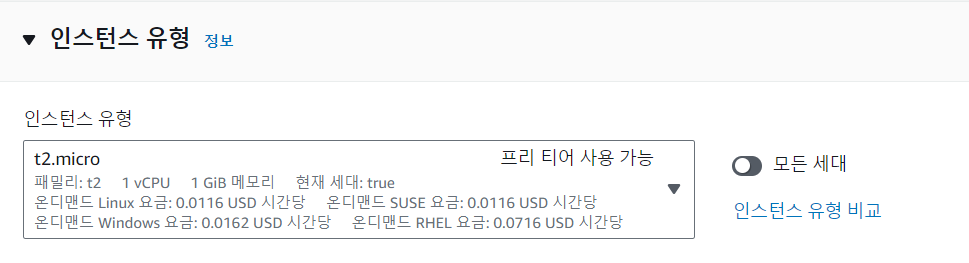 인스턴스 유형 정보
인스턴스 유형
t2.micro 프리 티어 사용 가능
패밀리: t2 1 vCPU 1 GiB 메모리 현재 세대: true
온디맨드 Linux 요금: 0.0116 USD 시간당 온디맨드 SUSE 요금: 0.0116 USD 시간당
온디맨드 Windows 요금: 0.0162 USD 시간당 온디맨드 RHEL 요금: 0.0716 USD 시간당
모든 세대
인스턴스 유형 비교